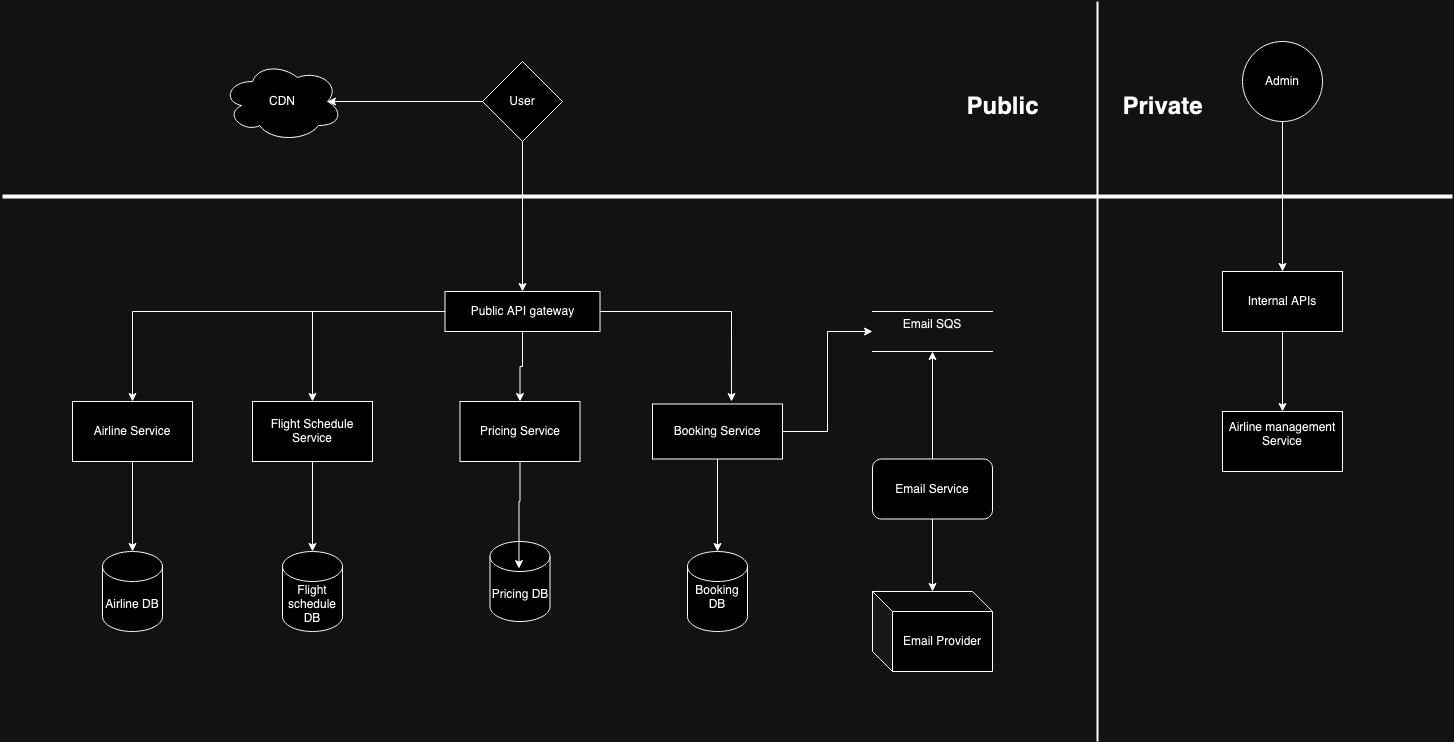 CDN
User
Public
Private
Admin
Public API gateway
Email SQS
Internal APIs
Airline Service
Flight Schedule
Service
Pricing Service
Booking Service
Airline management
Service
Email Service
Airline DB
Flight
schedule
DB
Pricing DB
Booking
DB
Email Provider